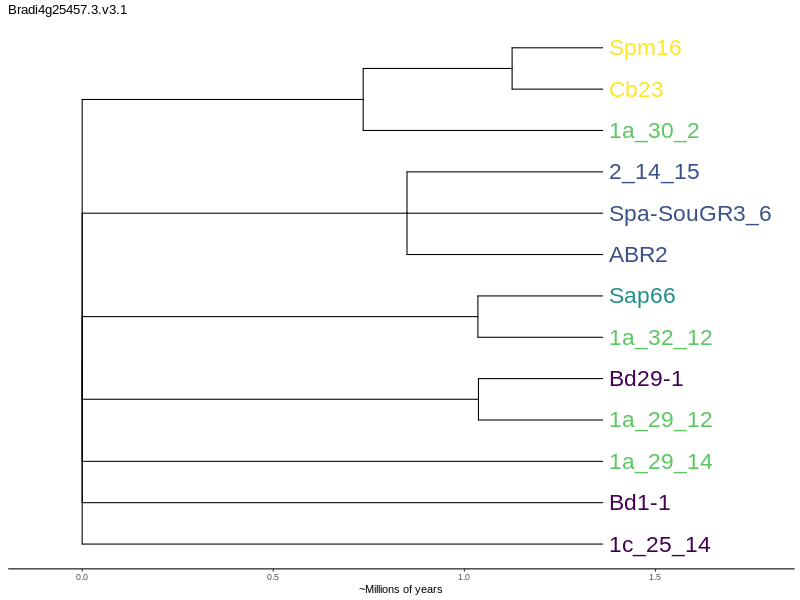 Bradi4g25457.3.v3.1
Spm16
Cb23
1a_30_2
2_14_15
Spa-SouGR3_6
ABR2
Sap66
1a_32_12
Bd29-1
1a_29_12
1a_29_14
Bd1-1
1c_25_14
0.0 0.5 1.0 1.5
~Millions of years